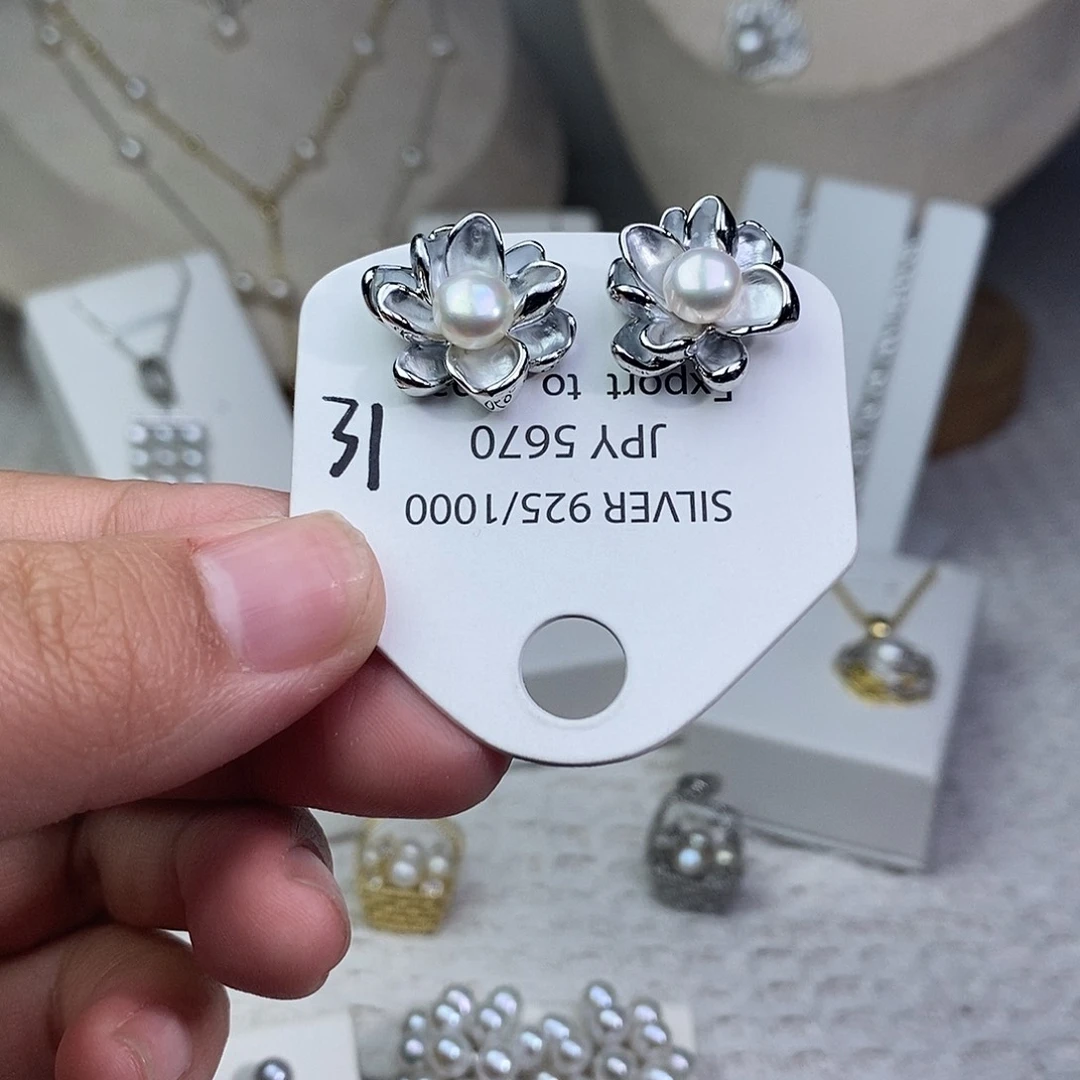 SILVER 925/1000
JPY 5670
Export to
31